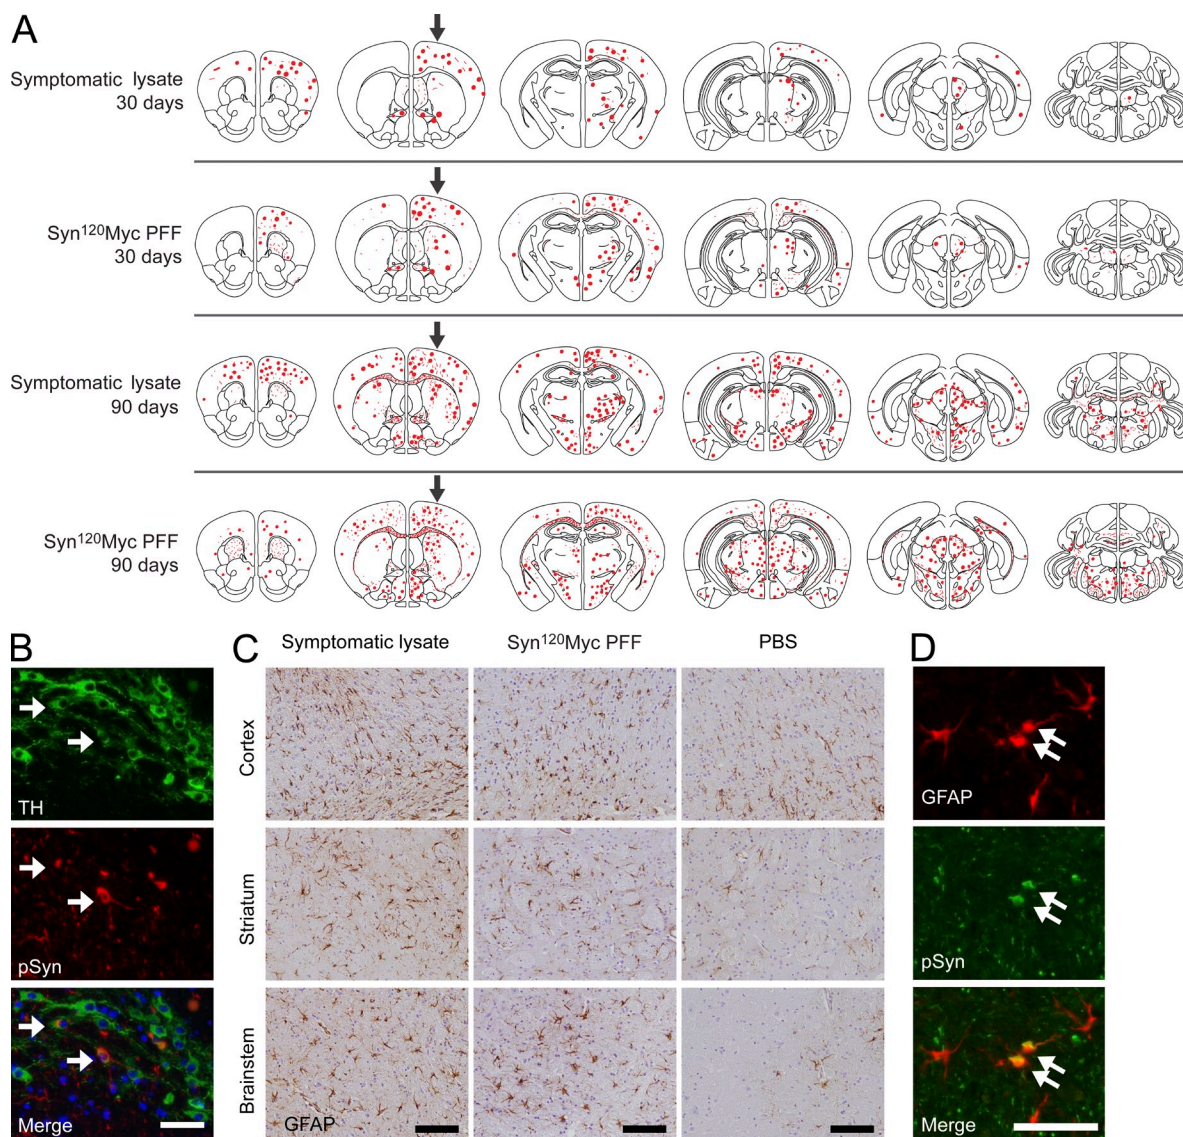 A
Symptomatic lysate
30 days
Syn120Myc PFF
30 days
Symptomatic lysate
90 days
Syn120Myc PFF
90 days
B
TH
pSyn
Merge
C
Symptomatic lysate
Syn120Myc PFF
PBS
Cortex
Striatum
Brainstem
GFAP
D
GFAP
pSyn
Merge